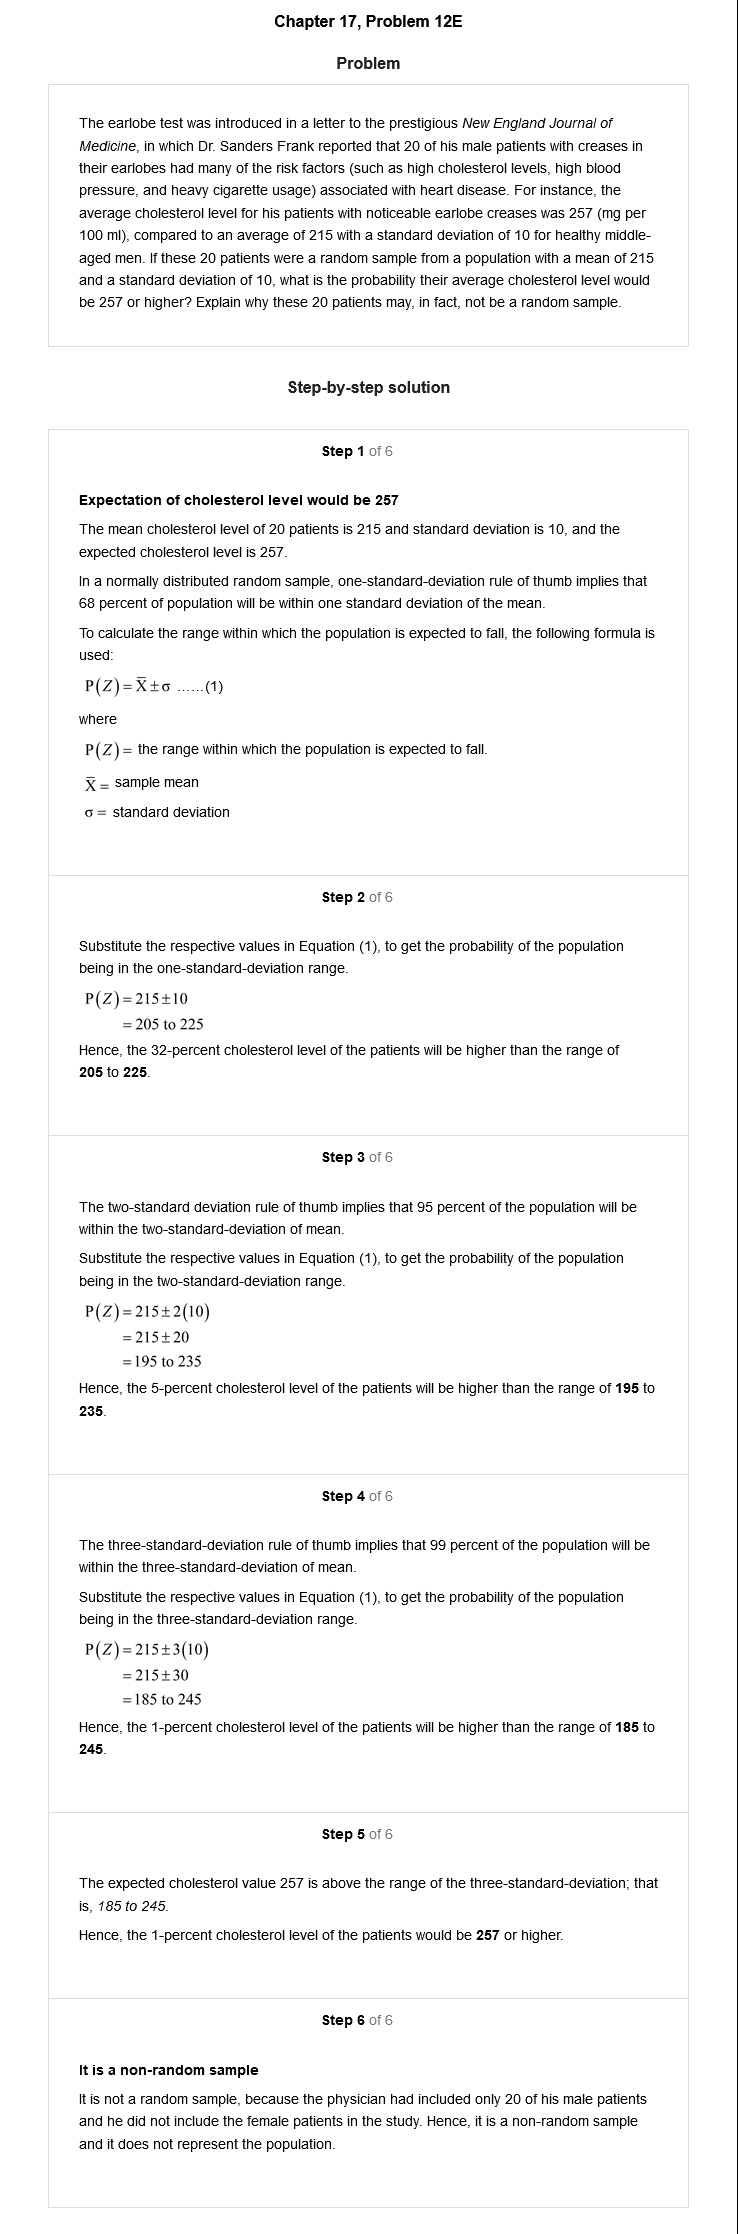 Chapter 17, Problem 12E
Problem
The earlobe test was introduced in a letter to the prestigious New England Journal of
Medicine, in which Dr. Sanders Frank reported that 20 of his male patients with creases in
their earlobes had many of the risk factors (such as high cholesterol levels, high blood
pressure, and heavy cigarette usage) associated with heart disease. For instance, the
average cholesterol level for his patients with noticeable earlobe creases was 257 (mg per
100 ml), compared to an average of 215 with a standard deviation of 10 for healthy middle-
aged men. If these 20 patients were a random sample from a population with a mean of 215
and a standard deviation of 10, what is the probability their average cholesterol level would
be 257 or higher? Explain why these 20 patients may, in fact, not be a random sample.
Step-by-step solution
Step 1 of 6
Expectation of cholesterol level would be 257
The mean cholesterol level of 20 patients is 215 and standard deviation is 10, and the
expected cholesterol level is 257.
In a normally distributed random sample, one-standard-deviation rule of thumb implies that
68 percent of population will be within one standard deviation of the mean.
To calculate the range within which the population is expected to fall, the following formula is
used:
P(Z) = X̅ ± σ ......(1)
where
P(Z) = the range within which the population is expected to fall.
X̅ = sample mean
σ = standard deviation
Step 2 of 6
Substitute the respective values in Equation (1), to get the probability of the population
being in the one-standard-deviation range.
P(Z) = 215 ± 10
= 205 to 225
Hence, the 32-percent cholesterol level of the patients will be higher than the range of
205 to 225.
Step 3 of 6
The two-standard deviation rule of thumb implies that 95 percent of the population will be
within the two-standard-deviation of mean.
Substitute the respective values in Equation (1), to get the probability of the population
being in the two-standard-deviation range.
P(Z) = 215 ± 2(10)
= 215 ± 20
= 195 to 235
Hence, the 5-percent cholesterol level of the patients will be higher than the range of 195 to
235.
Step 4 of 6
The three-standard-deviation rule of thumb implies that 99 percent of the population will be
within the three-standard-deviation of mean.
Substitute the respective values in Equation (1), to get the probability of the population
being in the three-standard-deviation range.
P(Z) = 215 ± 3(10)
= 215 ± 30
= 185 to 245
Hence, the 1-percent cholesterol level of the patients will be higher than the range of 185 to
245.
Step 5 of 6
The expected cholesterol value 257 is above the range of the three-standard-deviation; that
is, 185 to 245.
Hence, the 1-percent cholesterol level of the patients would be 257 or higher.
Step 6 of 6
It is a non-random sample
It is not a random sample, because the physician had included only 20 of his male patients
and he did not include the female patients in the study. Hence, it is a non-random sample
and it does not represent the population.